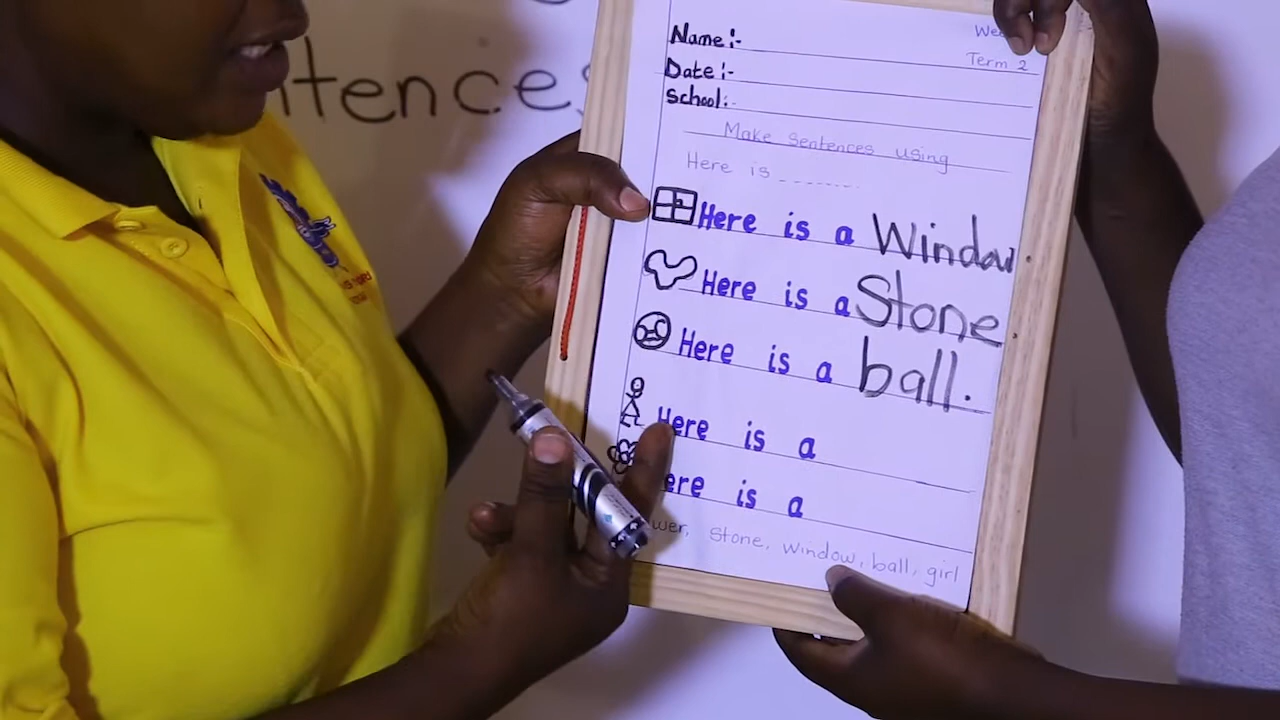 ntences
Name:-
Term 2
Date:-
School:-
Make sentences using
Here is -------
Here is a Window
Here is a Stone
Here is a ball.
Here is a
ere is a
wer, stone, window, ball, girl